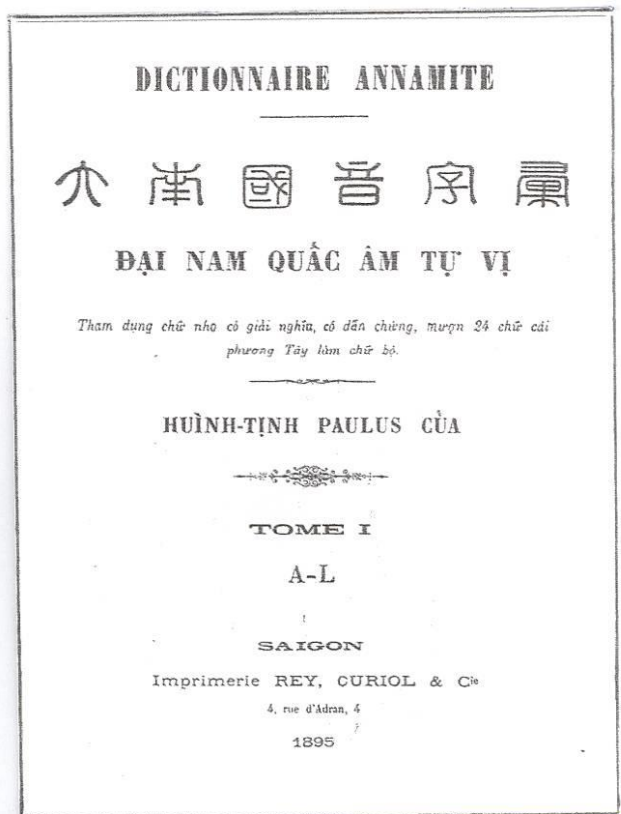 DICTIONNAIRE ANNAMITE
大南國音字彙
ĐẠI NAM QUẤC ÂM TỰ VỊ
Tham dụng chữ nho có giải nghĩa, có dẫn chứng, mượn 24 chữ cái
phương Tây làm chữ bộ.
HUÌNH-TỊNH PAULUS CỦA
TOME I
A-L
SAIGON
Imprimerie REY, CURIOL & Cie
4, rue d'Adran, 4
1895